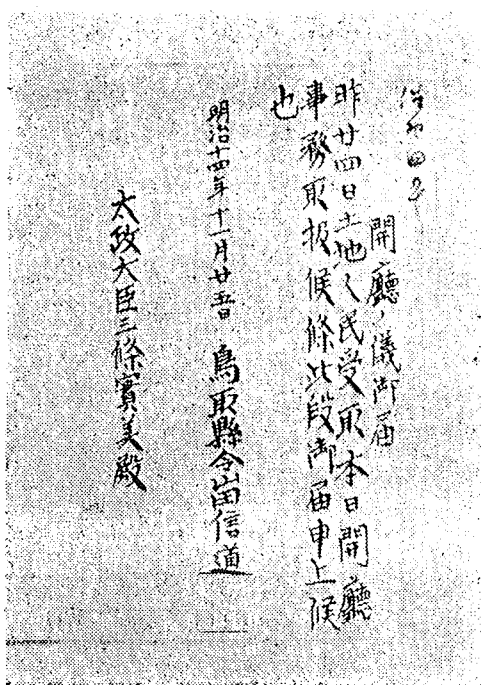 開廳ノ儀御届
昨廿四日土地人民受取本日開廳
事務取扱候條此段御届申上候
也
明治十四年十一月廿五日 鳥取縣令山田信道
太政大臣三條實美殿